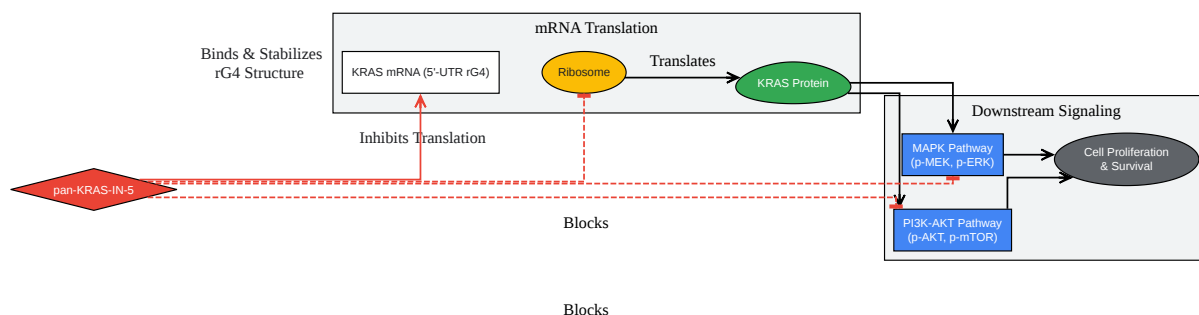 mRNA Translation
Binds & Stabilizes
rG4 Structure
KRAS mRNA (5'-UTR rG4)
Ribosome
Translates
KRAS Protein
Inhibits Translation
Downstream Signaling
MAPK Pathway
(p-MEK, p-ERK)
Cell Proliferation
& Survival
pan-KRAS-IN-5
PI3K-AKT Pathway
(p-AKT, p-mTOR)
Blocks
Blocks